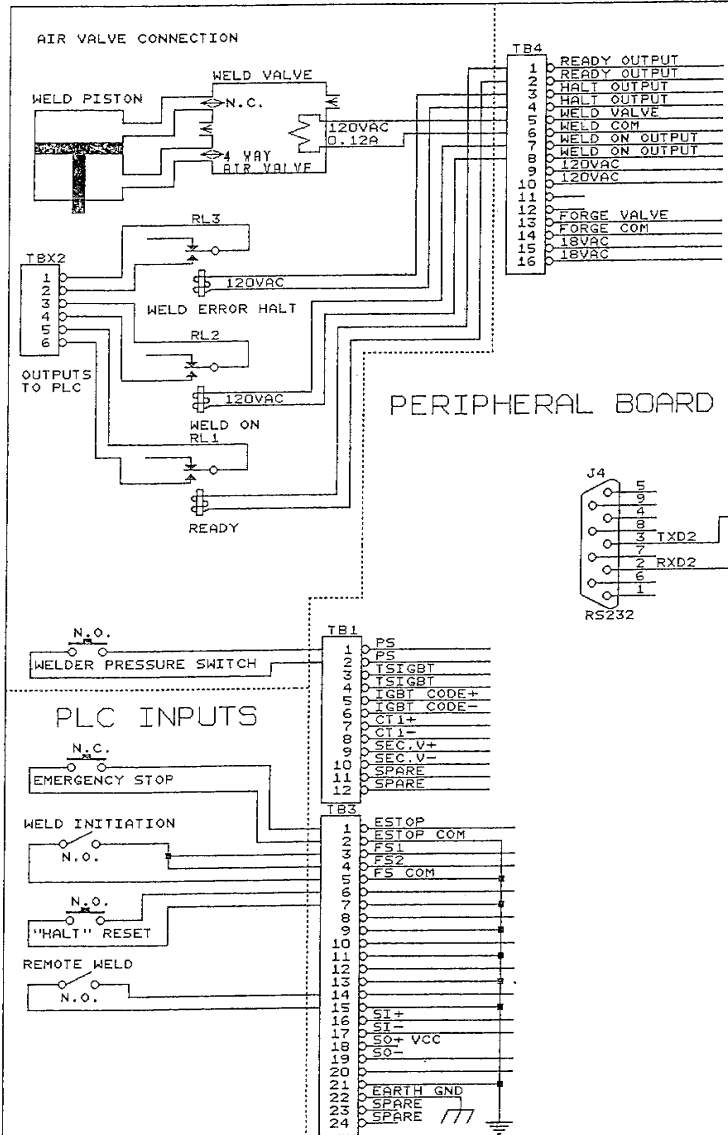 AIR VALVE CONNECTION
WELD VALVE
WELD PISTON
N.C.
120VAC
0.12A
4 WAY
AIR VALVE
TB4
1 READY OUTPUT
2 READY OUTPUT
3 HALT OUTPUT
4 HALT OUTPUT
5 WELD VALVE
6 WELD COM
7 WELD ON OUTPUT
8 WELD ON OUTPUT
9 120VAC
10 120VAC
11
12
13 FORGE VALVE
14 FORGE COM
15 18VAC
16 18VAC
RL3
120VAC
WELD ERROR HALT
TBX2
1
2
3
4
5
6
OUTPUTS
TO PLC
RL2
120VAC
WELD ON
RL1
READY
PERIPHERAL BOARD
J4
5
9
4
8
3 TXD2
7
2 RXD2
6
1
RS232
N.O.
WELDER PRESSURE SWITCH
TB1
1 PS
2 PS
3 TSIGBT
4 TSIGBT
5 IGBT CODE+
6 IGBT CODE-
7 CT1+
8 CT1-
9 SEC.V+
10 SEC.V-
11 SPARE
12 SPARE
PLC INPUTS
N.C.
EMERGENCY STOP
WELD INITIATION
N.O.
N.O.
"HALT" RESET
REMOTE WELD
N.O.
TB3
1 ESTOP
2 ESTOP COM
3 FS1
4 FS2
5 FS COM
6
7
8
9
10
11
12
13
14
15
16 SI+
17 SI-
18 SO+ VCC
19 SO-
20
21
22 EARTH GND
23 SPARE
24 SPARE